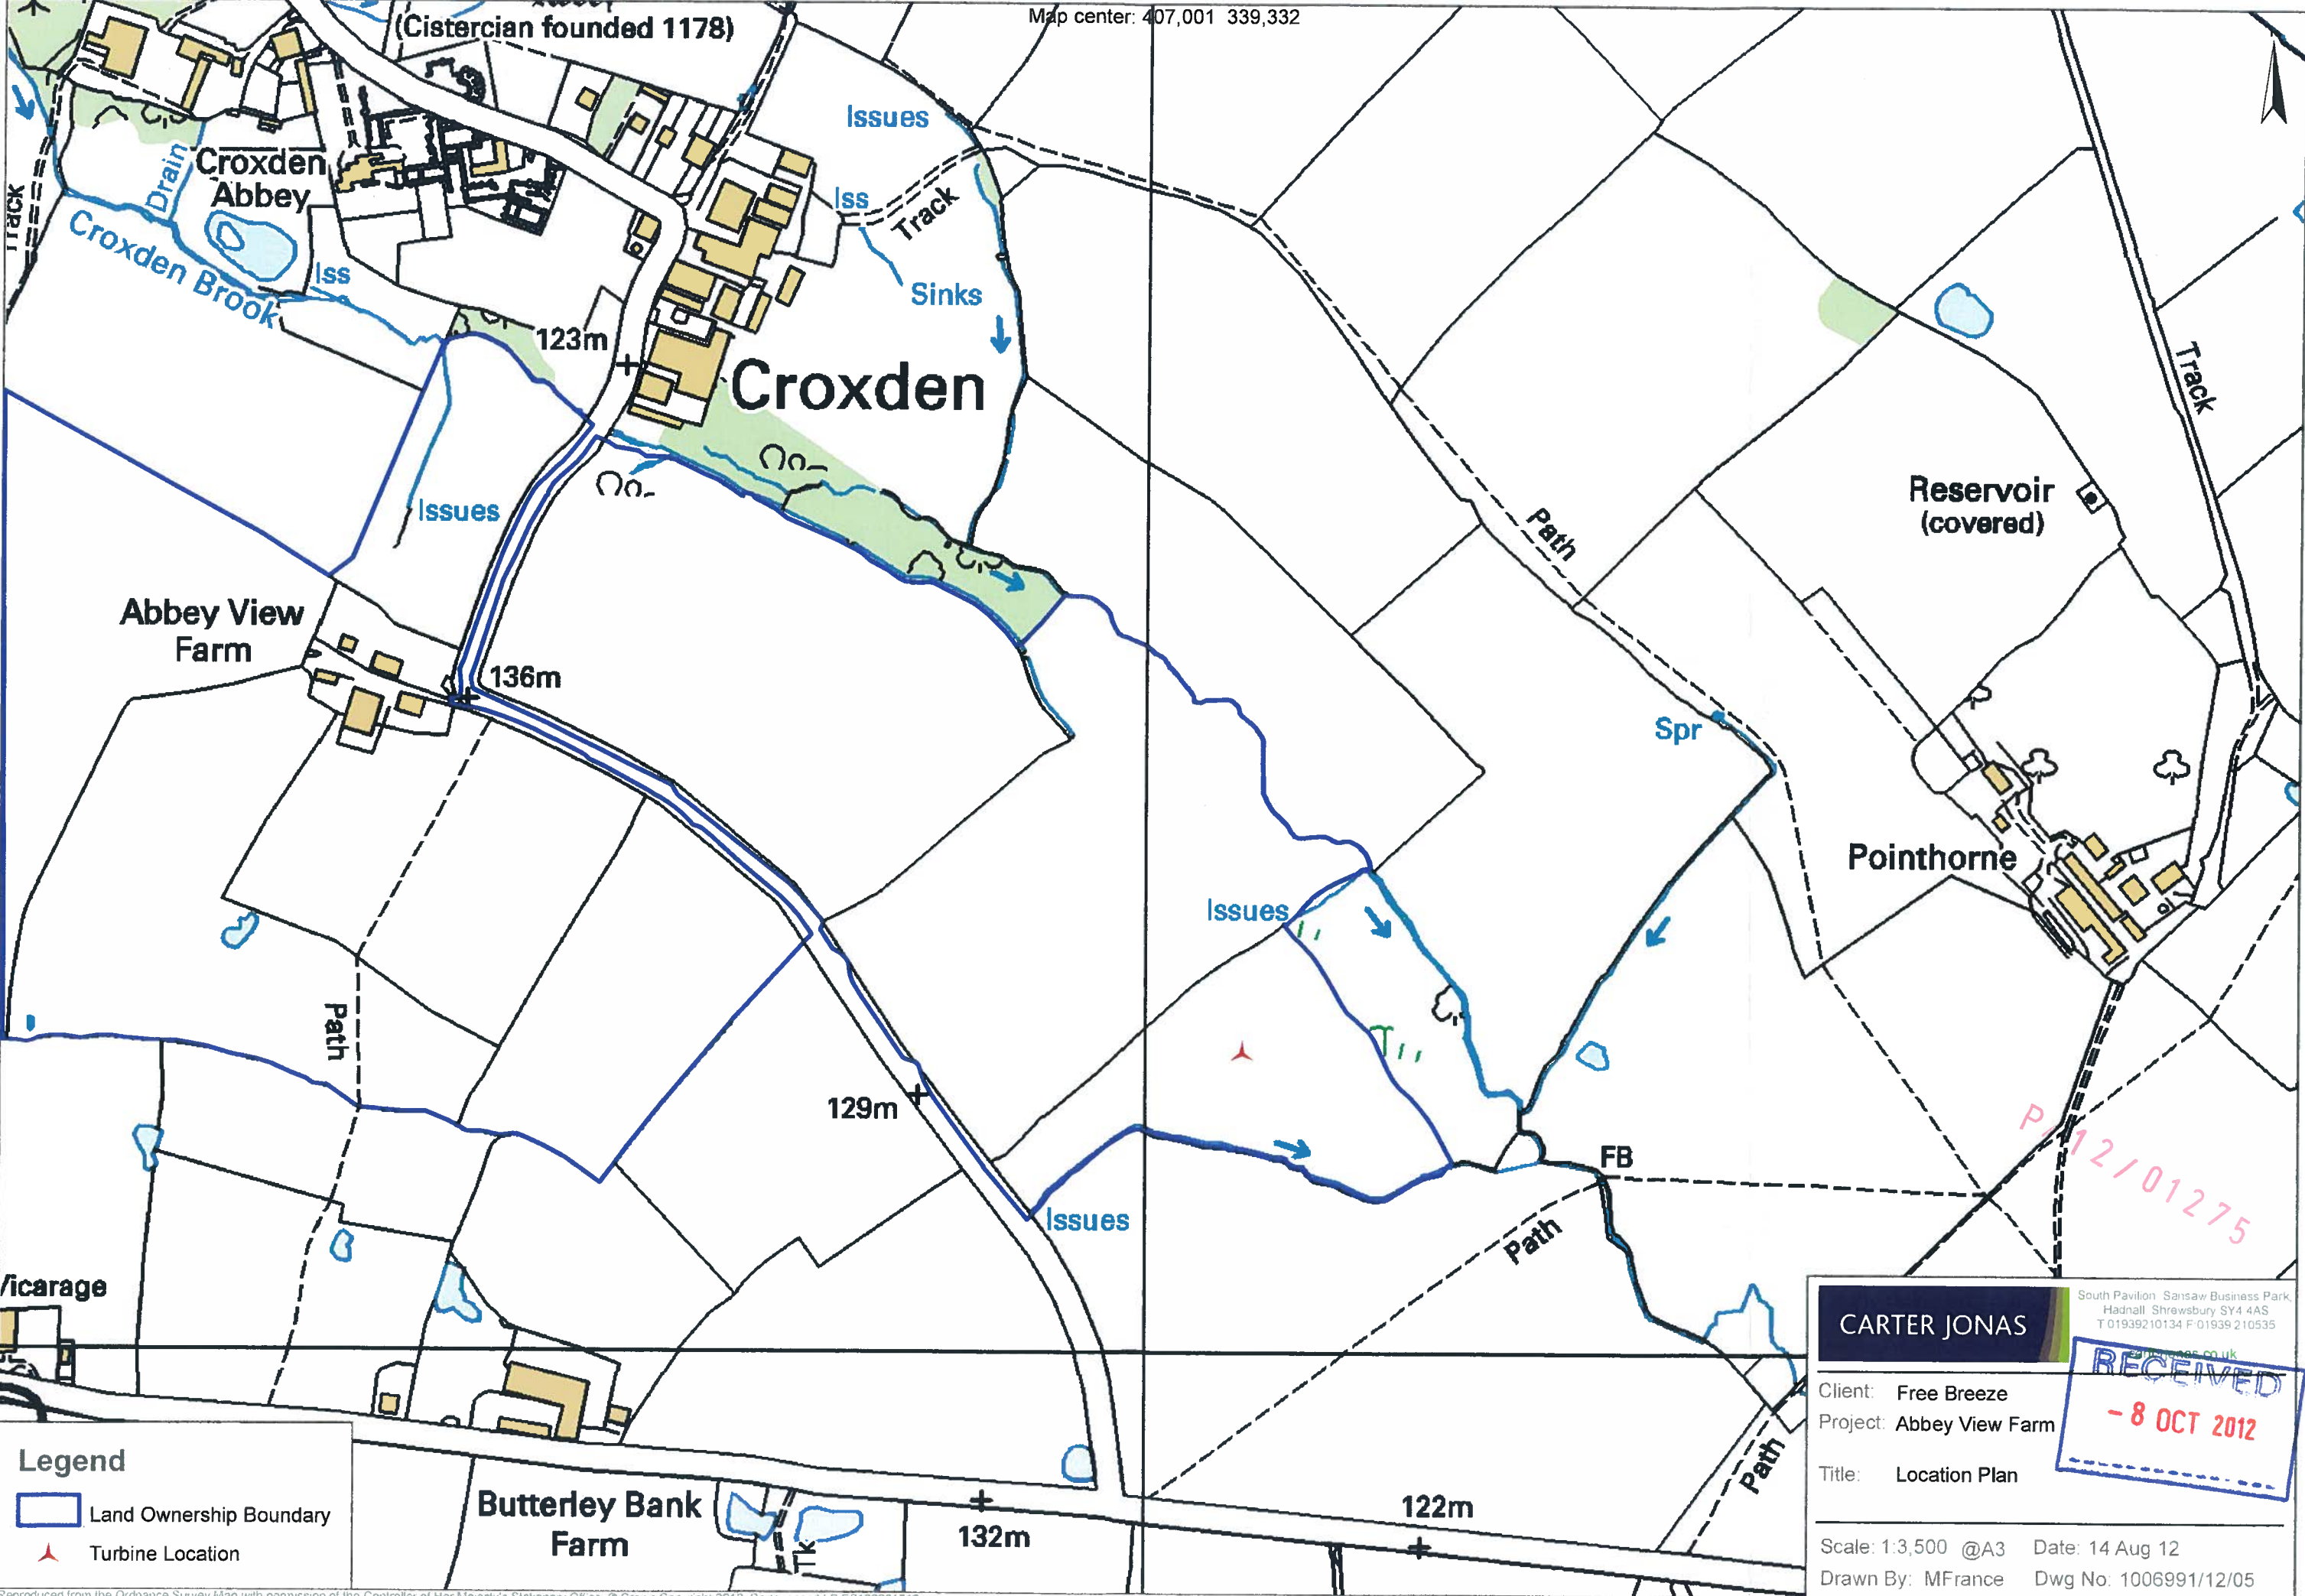 (Cistercian founded 1178)
Map center: 407,001 339,332
Issues
Croxden
Abbey
Drain
Track
Iss
Track
Croxden Brook
Iss
Sinks
123m
Croxden
Track
Issues
Reservoir
(covered)
Path
Abbey View
Farm
136m
Spr
Pointhorne
Issues
Path
129m
FB
Issues
Path
P/12/01275
Vicarage
Butterley Bank
Farm
Tk
132m
122m
Path
Legend
Land Ownership Boundary
Turbine Location
CARTER JONAS
South Pavilion Sansaw Business Park,
Hadnall Shrewsbury SY4 4AS
T 01939210134 F 01939 210535
RECEIVED
- 8 OCT 2012
Client: Free Breeze
Project: Abbey View Farm
Title: Location Plan
Scale: 1:3,500 @A3 Date: 14 Aug 12
Drawn By: MFrance Dwg No: 1006991/12/05